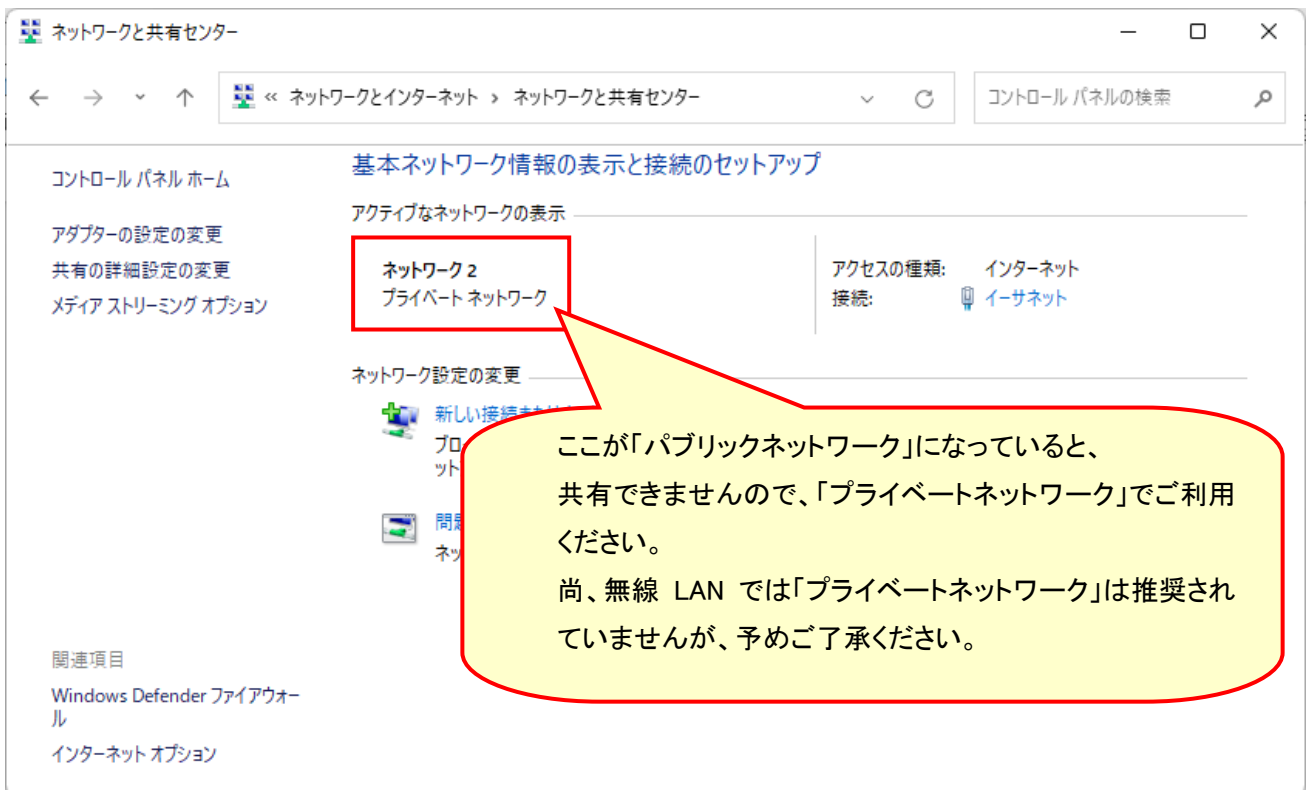 ネットワークと共有センター
« ネットワークとインターネット › ネットワークと共有センター
コントロール パネルの検索
コントロール パネル ホーム
アダプターの設定の変更
共有の詳細設定の変更
メディア ストリーミング オプション
基本ネットワーク情報の表示と接続のセットアップ
アクティブなネットワークの表示
ネットワーク 2
プライベート ネットワーク
アクセスの種類: インターネット
接続: イーサネット
ネットワーク設定の変更
新しい接続
ブロ
ット
問題
ネッ
ここが「パブリックネットワーク」になっていると、
共有できませんので、「プライベートネットワーク」でご利用
ください。
尚、無線 LAN では「プライベートネットワーク」は推奨され
ていませんが、予めご了承ください。
関連項目
Windows Defender ファイアウォー
ル
インターネット オプション